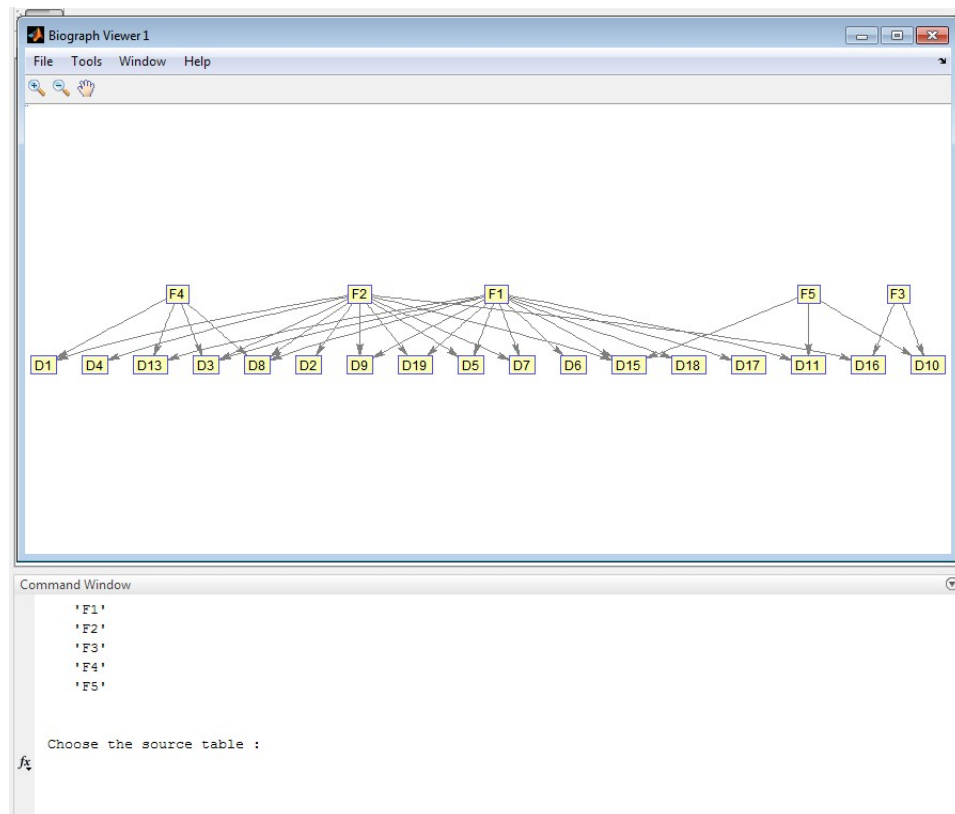 Biograph Viewer 1
File Tools Window Help
F4 F2 F1 F5 F3
D1 D4 D13 D3 D8 D2 D9 D19 D5 D7 D6 D15 D18 D17 D11 D16 D10
Command Window
'F1'
'F2'
'F3'
'F4'
'F5'
Choose the source table :
fx